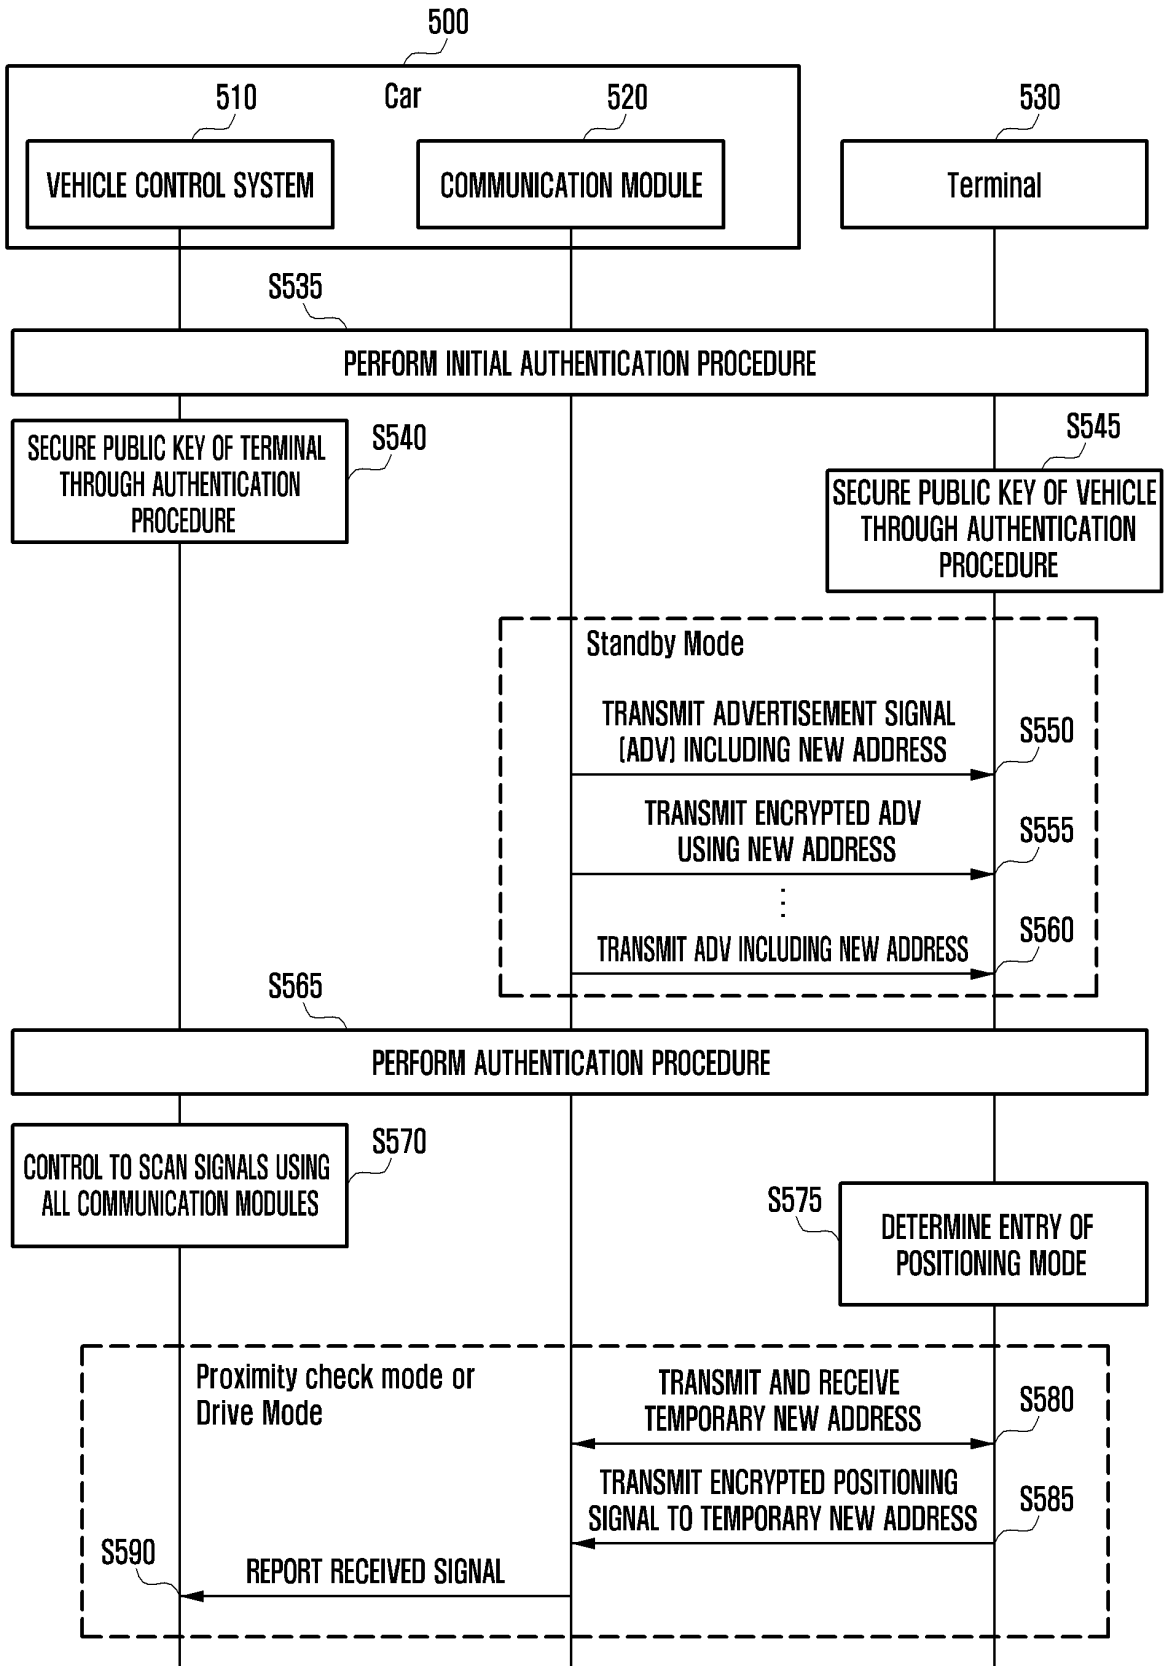 500
Car
510
520
530
VEHICLE CONTROL SYSTEM
COMMUNICATION MODULE
Terminal
S535
PERFORM INITIAL AUTHENTICATION PROCEDURE
SECURE PUBLIC KEY OF TERMINAL
THROUGH AUTHENTICATION
PROCEDURE
S540
S545
SECURE PUBLIC KEY OF VEHICLE
THROUGH AUTHENTICATION
PROCEDURE
Standby Mode
TRANSMIT ADVERTISEMENT SIGNAL
(ADV) INCLUDING NEW ADDRESS
S550
TRANSMIT ENCRYPTED ADV
USING NEW ADDRESS
S555
TRANSMIT ADV INCLUDING NEW ADDRESS
S560
S565
PERFORM AUTHENTICATION PROCEDURE
CONTROL TO SCAN SIGNALS USING
ALL COMMUNICATION MODULES
S570
S575
DETERMINE ENTRY OF
POSITIONING MODE
Proximity check mode or
Drive Mode
TRANSMIT AND RECEIVE
TEMPORARY NEW ADDRESS
S580
TRANSMIT ENCRYPTED POSITIONING
SIGNAL TO TEMPORARY NEW ADDRESS
S585
S590
REPORT RECEIVED SIGNAL